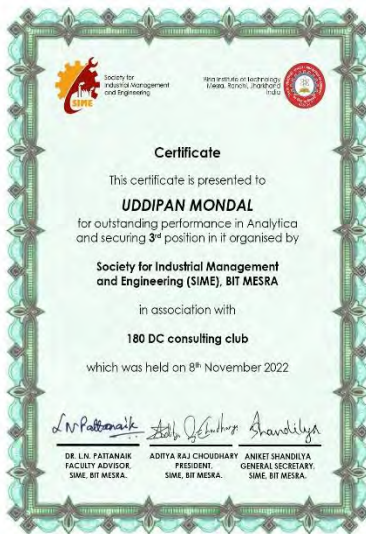 SIME
Society for
Industrial Management
and Engineering
Birla Institute of Technology
Mesra, Ranchi, Jharkhand
India
Certificate
This certificate is presented to
UDDIPAN MONDAL
for outstanding performance in Analytica
and securing 3rd position in it organised by
Society for Industrial Management
and Engineering (SIME), BIT MESRA
in association with
180 DC consulting club
which was held on 8th November 2022
L N Pattanaik
Shandilya
DR. L.N. PATTANAIK
FACULTY ADVISOR,
SIME, BIT MESRA.
ADITYA RAJ CHOUDHARY
PRESIDENT,
SIME, BIT MESRA.
ANIKET SHANDILYA
GENERAL SECRETARY,
SIME, BIT MESRA.